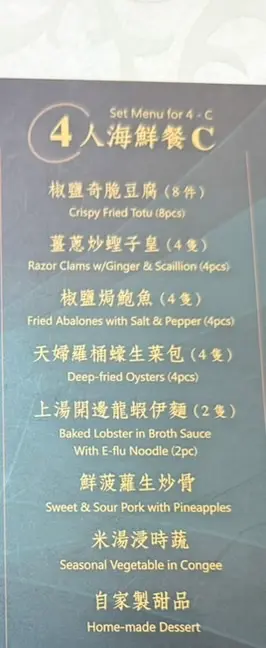 Set Menu for 4 - C
4人海鮮餐C
椒鹽奇脆豆腐 (8件)
Crispy Fried Totu (8pcs)
薑蔥炒蟶子皇 (4隻)
Razor Clams w/Ginger & Scaillion (4pcs)
椒鹽焗鮑魚 (4隻)
Fried Abalones with Salt & Pepper (4pcs)
天婦羅桶蠔生菜包 (4隻)
Deep-fried Oysters (4pcs)
上湯開邊龍蝦伊麵 (2隻)
Baked Lobster in Broth Sauce
With E-flu Noodle (2pc)
鮮菠蘿生炒骨
Sweet & Sour Pork with Pineapples
米湯浸時蔬
Seasonal Vegetable in Congee
自家製甜品
Home-made Dessert